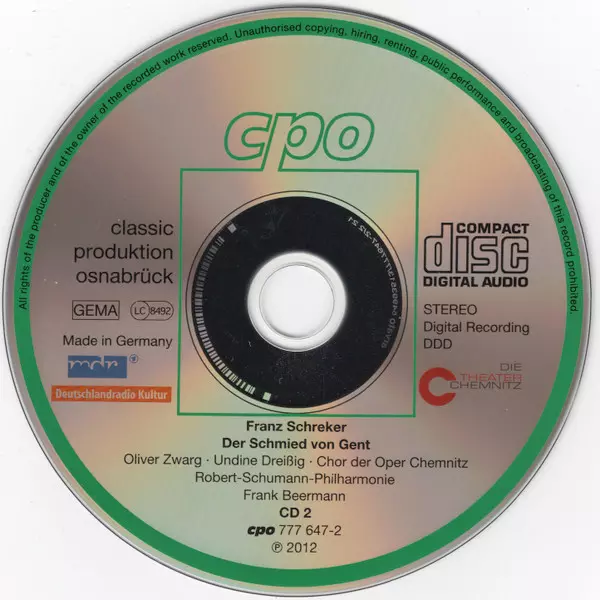 All rights of the producer and of the owner of the recorded work reserved. Unauthorised copying, hiring, renting, public performance and broadcasting of this record prohibited.
cpo
classic
produktion
osnabrück
GEMA LC 8492
Made in Germany
mdr
Deutschlandradio Kultur
COMPACT
disc
DIGITAL AUDIO
STEREO
Digital Recording
DDD
DIE
THEATER
CHEMNITZ
Franz Schreker
Der Schmied von Gent
Oliver Zwarg · Undine Dreißig · Chor der Oper Chemnitz
Robert-Schumann-Philharmonie
Frank Beermann
CD 2
cpo 777 647-2
℗ 2012